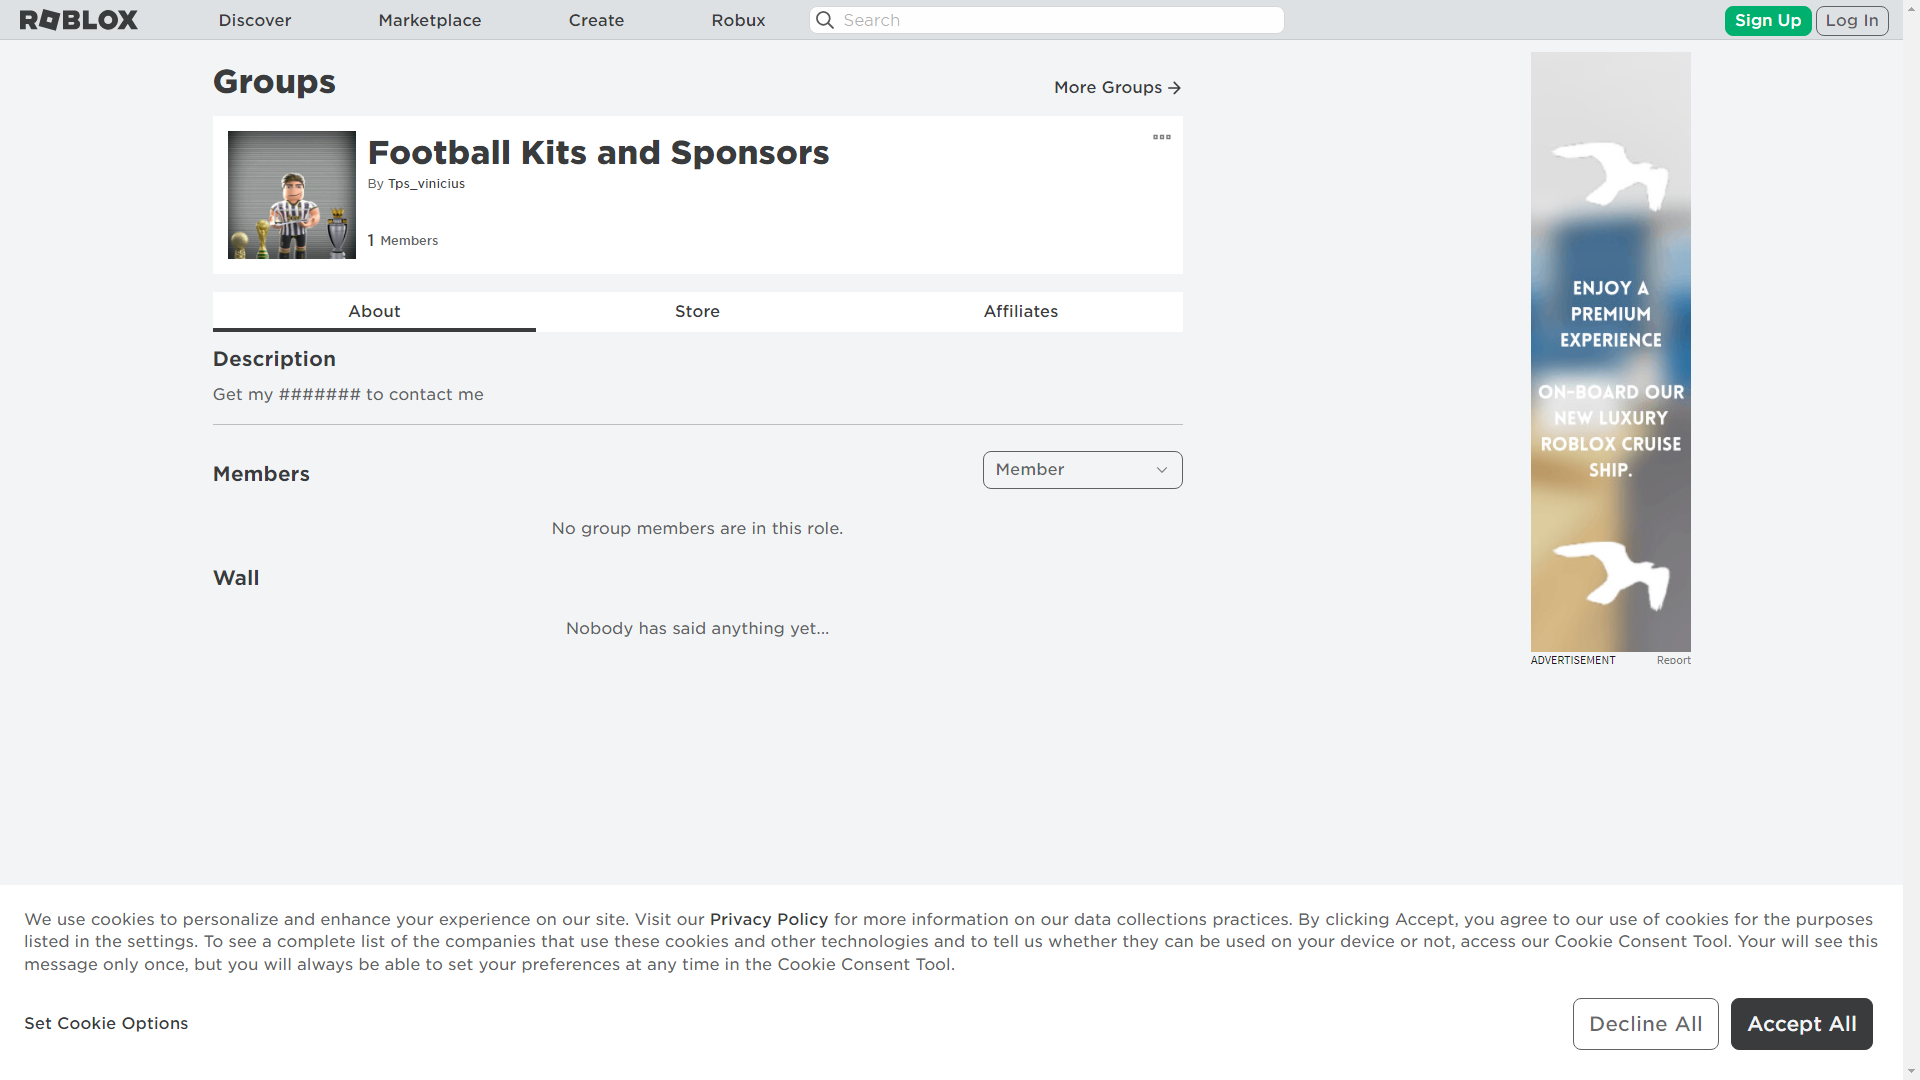 ROBLOX
Discover
Marketplace
Create
Robux
Search
Sign Up
Log In
Groups
More Groups
Football Kits and Sponsors
By Tps_vinicius
1 Members
About
Store
Affiliates
Description
Get my ####### to contact me
Members
Member
No group members are in this role.
Wall
Nobody has said anything yet...
ENJOY A
PREMIUM
EXPERIENCE
ON-BOARD OUR
NEW LUXURY
ROBLOX CRUISE
SHIP.
ADVERTISEMENT
Report
We use cookies to personalize and enhance your experience on our site. Visit our Privacy Policy for more information on our data collections practices. By clicking Accept, you agree to our use of cookies for the purposes
listed in the settings. To see a complete list of the companies that use these cookies and other technologies and to tell us whether they can be used on your device or not, access our Cookie Consent Tool. Your will see this
message only once, but you will always be able to set your preferences at any time in the Cookie Consent Tool.
Set Cookie Options
Decline All
Accept All